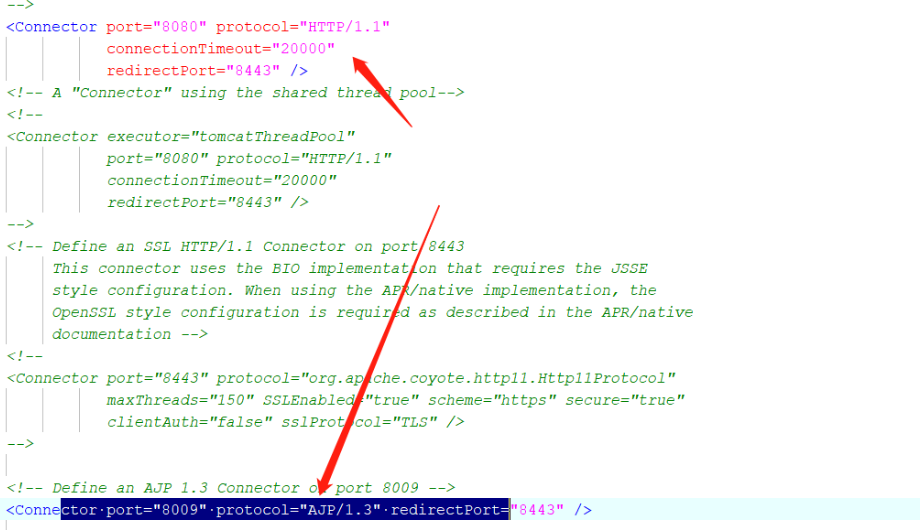 -->
<Connector port="8080" protocol="HTTP/1.1"
connectionTimeout="20000"
redirectPort="8443" />
<!-- A "Connector" using the shared thread pool-->
<!--
<Connector executor="tomcatThreadPool"
port="8080" protocol="HTTP/1.1"
connectionTimeout="20000"
redirectPort="8443" />
-->
<!-- Define an SSL HTTP/1.1 Connector on port 8443
This connector uses the BIO implementation that requires the JSSE
style configuration. When using the APR/native implementation, the
OpenSSL style configuration is required as described in the APR/native
documentation -->
<!--
<Connector port="8443" protocol="org.apache.coyote.http11.Http11Protocol"
maxThreads="150" SSLEnabled="true" scheme="https" secure="true"
clientAuth="false" sslProtocol="TLS" />
-->
<!-- Define an AJP 1.3 Connector on port 8009 -->
<Connector port="8009" protocol="AJP/1.3" redirectPort="8443" />